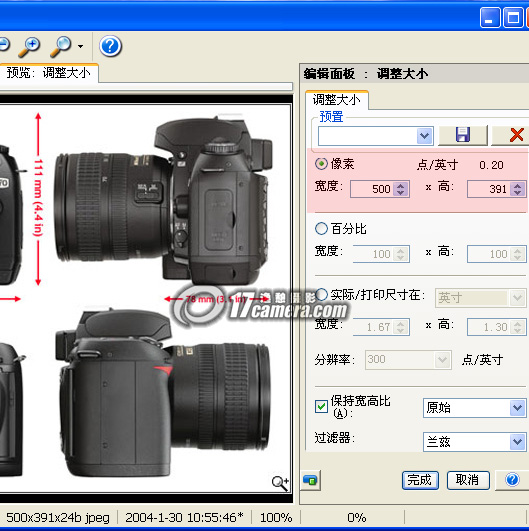 预览: 调整大小
编辑面板 : 调整大小
调整大小
预置
像素 点/英寸 0.20
宽度: 500 x 高: 391
百分比
宽度: 100 x 高: 100
实际/打印尺寸在: 英寸
宽度: 1.67 x 高: 1.30
分辨率: 300 点/英寸
保持宽高比
(A): 原始
过滤器: 兰兹
完成 取消
111 mm (4.4 in)
78 mm (3.1 in)
17camera.com
500x391x24b jpeg 2004-1-30 10:55:46* 100% 0%